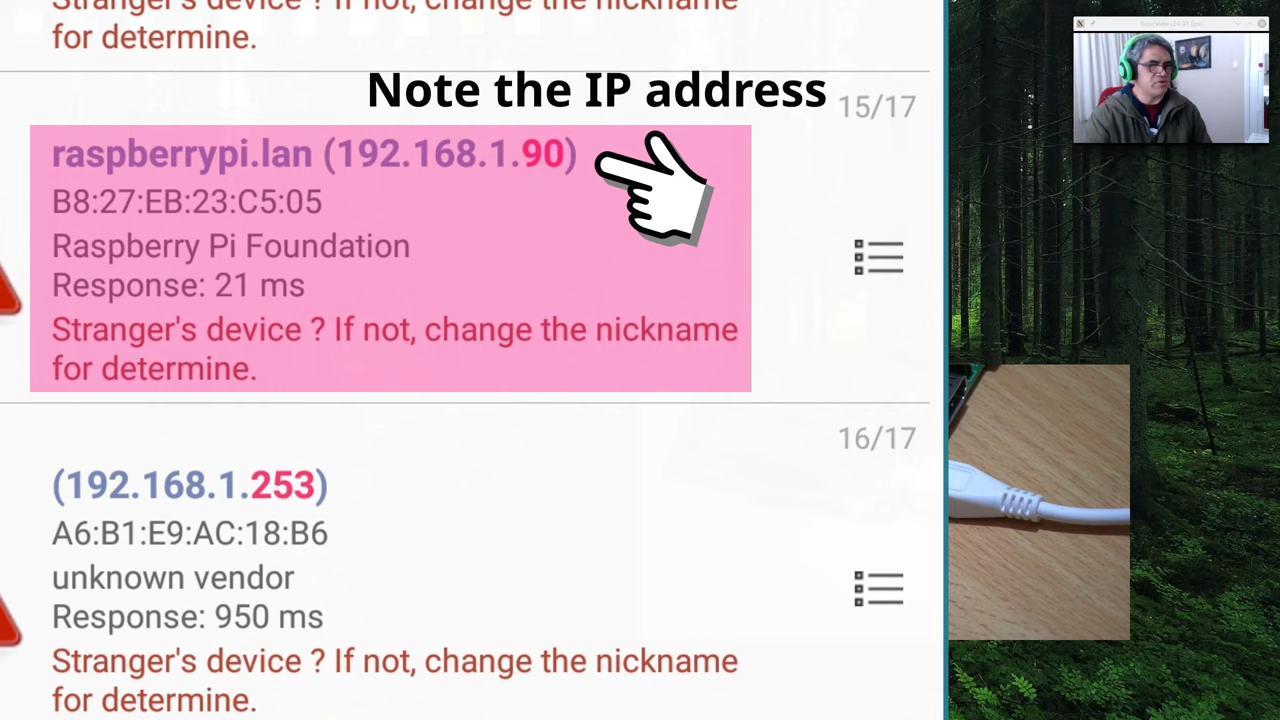 Stranger's device ? If not, change the nickname
for determine.
Note the IP address
15/17
raspberrypi.lan (192.168.1.90)
B8:27:EB:23:C5:05
Raspberry Pi Foundation
Response: 21 ms
Stranger's device ? If not, change the nickname
for determine.
16/17
(192.168.1.253)
A6:B1:E9:AC:18:B6
unknown vendor
Response: 950 ms
Stranger's device ? If not, change the nickname
for determine.